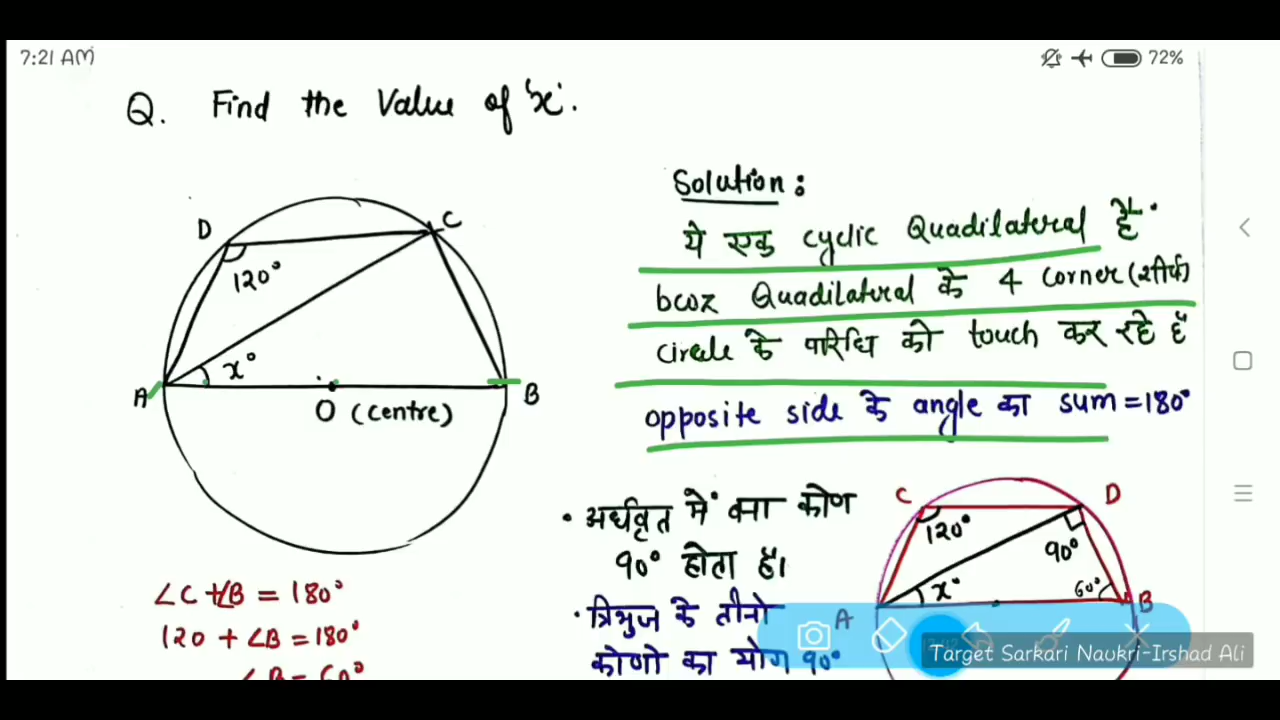 7:21 AM
72%
Q. Find the Value of 'x'.
D
C
120°
x°
A
B
O (centre)
Solution:
ये एक cyclic Quadilateral है.
bcoz Quadilateral के 4 corner (शीर्ष)
circle के परिधि को touch कर रहे है
opposite side के angle का sum = 180°
• अर्धवृत में बना कोण
90° होता है।
• त्रिभुज के तीनो
कोणो का योग 90°
C
D
120°
90°
x°
60°
A
B
∠C + ∠B = 180°
120 + ∠B = 180°
∠B = 60°
Target Sarkari Naukri-Irshad Ali